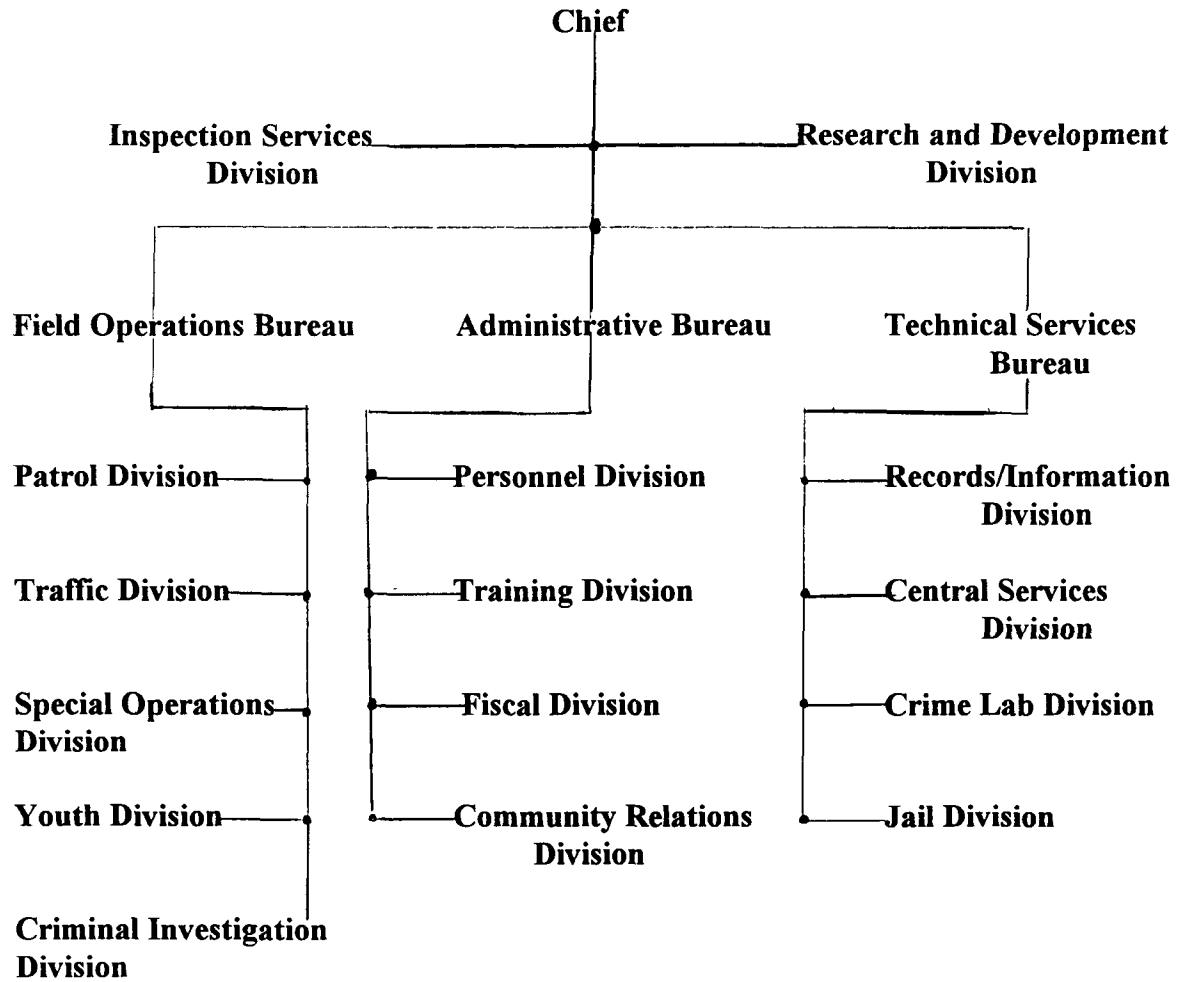 Chief
Inspection Services
Division
Research and Development
Division
Field Operations Bureau
Administrative Bureau
Technical Services
Bureau
Patrol Division
Personnel Division
Records/Information
Division
Traffic Division
Training Division
Central Services
Division
Special Operations
Division
Fiscal Division
Crime Lab Division
Youth Division
Community Relations
Division
Jail Division
Criminal Investigation
Division